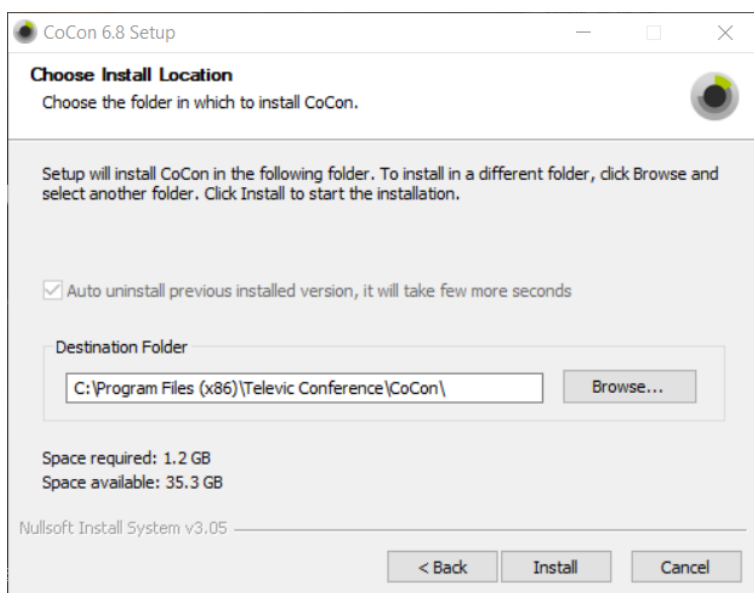 CoCon 6.8 Setup
Choose Install Location
Choose the folder in which to install CoCon.
Setup will install CoCon in the following folder. To install in a different folder, click Browse and
select another folder. Click Install to start the installation.
Auto uninstall previous installed version, it will take few more seconds
Destination Folder
C:\Program Files (x86)\Televic Conference\CoCon\
Browse...
Space required: 1.2 GB
Space available: 35.3 GB
Nullsoft Install System v3.05
< Back
Install
Cancel